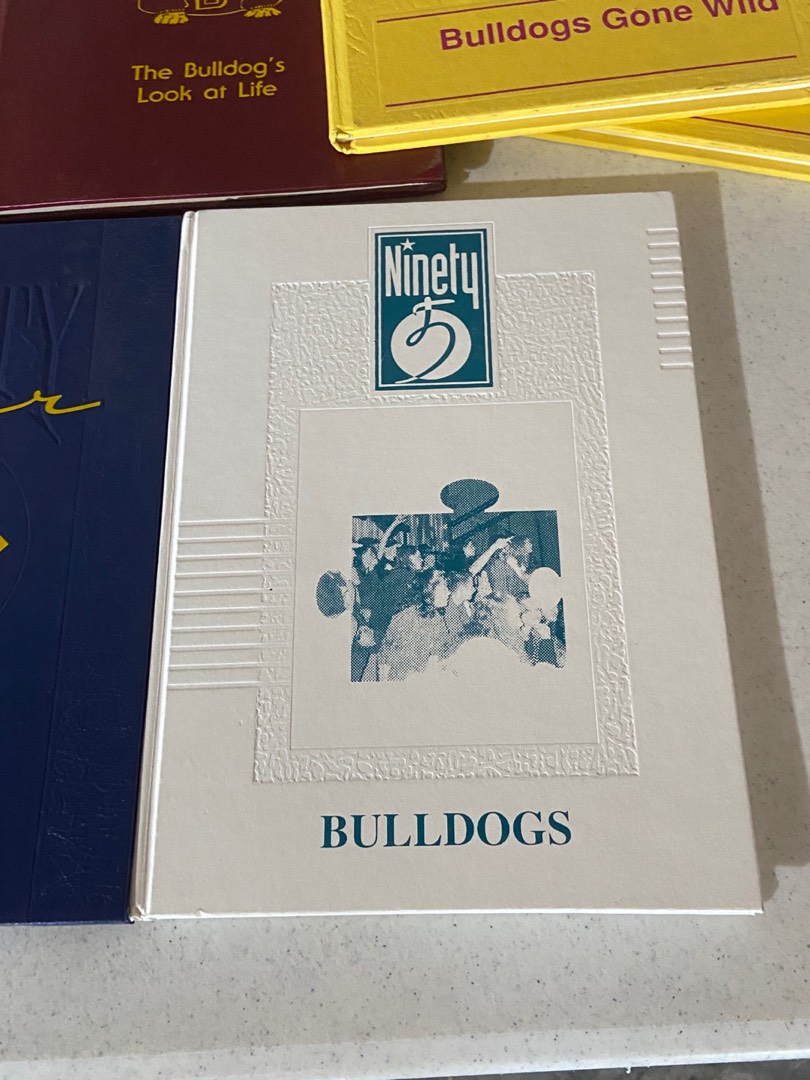 The Bulldog's
Look at Life
Bulldogs Gone Wild
Ninety
5
BULLDOGS